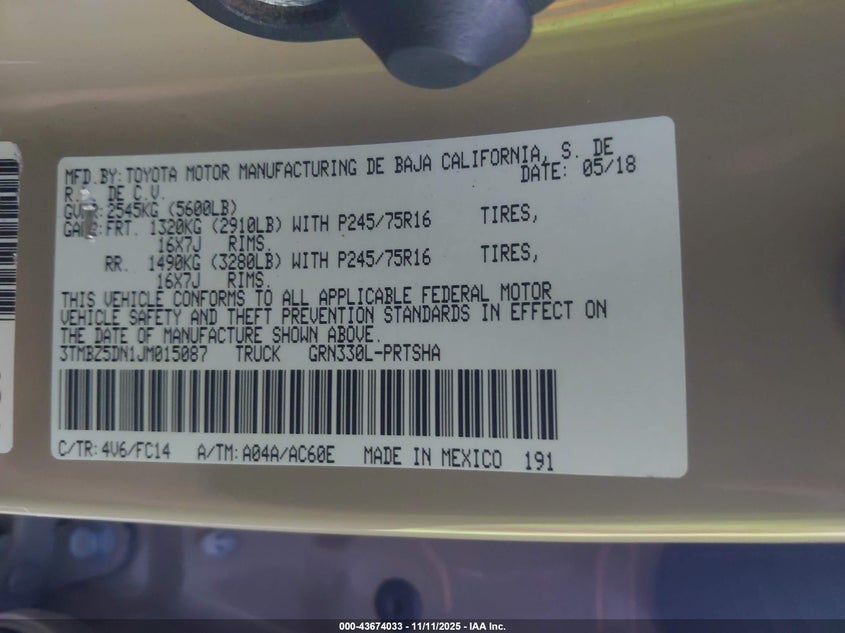 MFD.BY:TOYOTA MOTOR MANUFACTURING DE BAJA CALIFORNIA, S. DE
R. DE C.V. DATE: 05/18
2545KG (5600LB)
FRT. 1320KG (2910LB) WITH P245/75R16 TIRES,
16X7J RIMS.
RR. 1490KG (3280LB) WITH P245/75R16 TIRES,
16X7J RIMS.
THIS VEHICLE CONFORMS TO ALL APPLICABLE FEDERAL MOTOR
VEHICLE SAFETY AND THEFT PREVENTION STANDARDS IN EFFECT ON
THE DATE OF MANUFACTURE SHOWN ABOVE.
3TMBZ5DN1JM015087 TRUCK GRN330L-PRTSHA
C/TR:4V6/FC14 A/TM:A04A/AC60E MADE IN MEXICO 191
000-43674033 — 11/11/2025 — IAA Inc.